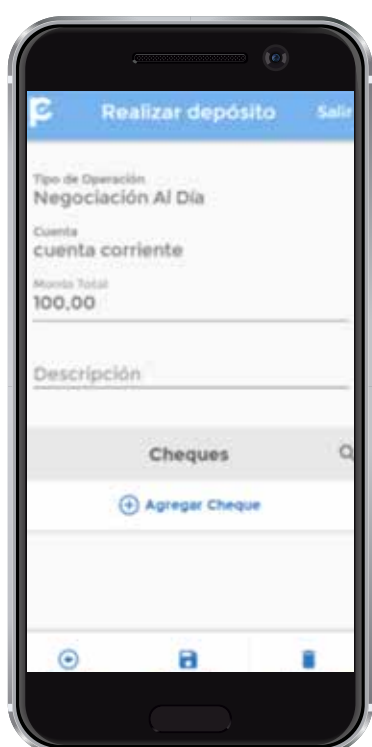 Realizar depósito Salir
Tipo de Operación
Negociación Al Día
Cuenta
cuenta corriente
Monto Total
100,00
Descripción
Cheques
Agregar Cheque